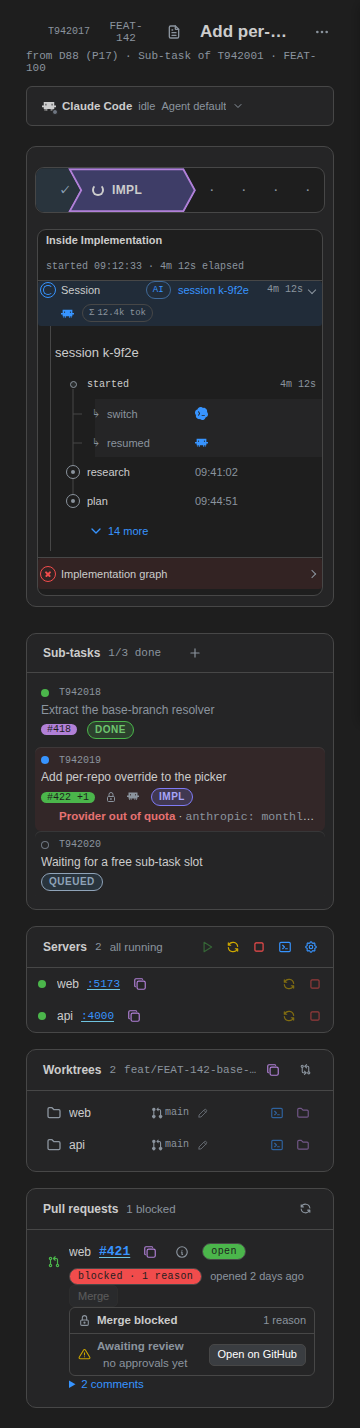 T942017 FEAT-142 Add per-…
from D88 (P17) · Sub-task of T942001 · FEAT-
100
Claude Code idle Agent default
✓ IMPL
Inside Implementation
started 09:12:33 · 4m 12s elapsed
Session AI session k-9f2e 4m 12s
Σ 12.4k tok
session k-9f2e
started 4m 12s
↳ switch
↳ resumed
research 09:41:02
plan 09:44:51
14 more
Implementation graph
Sub-tasks 1/3 done
T942018
Extract the base-branch resolver
#418 DONE
T942019
Add per-repo override to the picker
#422 +1 IMPL
Provider out of quota · anthropic: monthl…
T942020
Waiting for a free sub-task slot
QUEUED
Servers 2 all running
web :5173
api :4000
Worktrees 2 feat/FEAT-142-base-…
web main
api main
Pull requests 1 blocked
web #421 open
blocked · 1 reason opened 2 days ago
Merge
Merge blocked 1 reason
Awaiting review
no approvals yet
Open on GitHub
2 comments